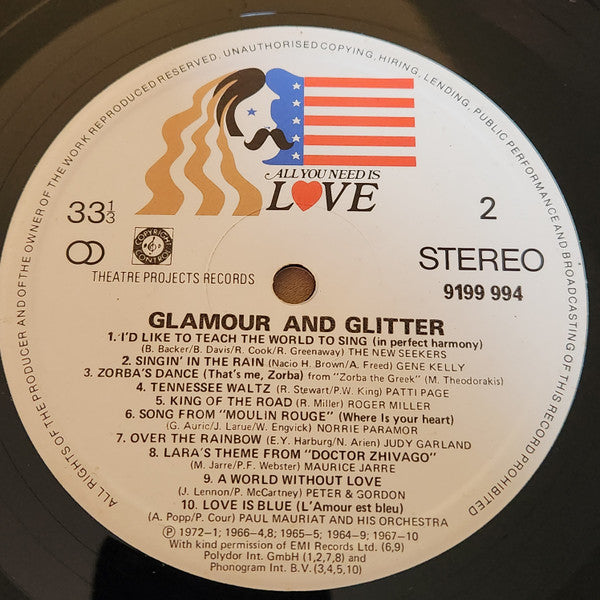 ALL RIGHTS OF THE PRODUCER AND OF THE OWNER OF THE WORK REPRODUCED RESERVED. UNAUTHORISED COPYING, HIRING, LENDING, PUBLIC PERFORMANCE AND BROADCASTING OF THIS RECORD PROHIBITED
ALL YOU NEED IS
L♥VE
33 1/3
2
COPYRIGHT
CONTROL
STEREO
THEATRE PROJECTS RECORDS
9199 994
GLAMOUR AND GLITTER
1. I'D LIKE TO TEACH THE WORLD TO SING (in perfect harmony)
(B. Backer/B. Davis/R. Cook/R. Greenaway) THE NEW SEEKERS
2. SINGIN' IN THE RAIN (Nacio H. Brown/A. Freed) GENE KELLY
3. ZORBA'S DANCE (That's me, Zorba) from "Zorba the Greek" (M. Theodorakis)
4. TENNESSEE WALTZ (R. Stewart/P.W. King) PATTI PAGE
5. KING OF THE ROAD (R. Miller) ROGER MILLER
6. SONG FROM "MOULIN ROUGE" (Where Is your heart)
(G. Auric/J. Larue/W. Engvick) NORRIE PARAMOR
7. OVER THE RAINBOW (E.Y. Harburg/N. Arien) JUDY GARLAND
8. LARA'S THEME FROM "DOCTOR ZHIVAGO"
(M. Jarre/P.F. Webster) MAURICE JARRE
9. A WORLD WITHOUT LOVE
(J. Lennon/P. McCartney) PETER & GORDON
10. LOVE IS BLUE (L'Amour est bleu)
(A. Popp/P. Cour) PAUL MAURIAT AND HIS ORCHESTRA
Ⓟ 1972-1; 1966-4,8; 1965-5; 1964-9; 1967-10
With kind permission of EMI Records Ltd. (6,9)
Polydor Int. GmbH (1,2,7,8) and
Phonogram Int. B.V. (3,4,5,10)